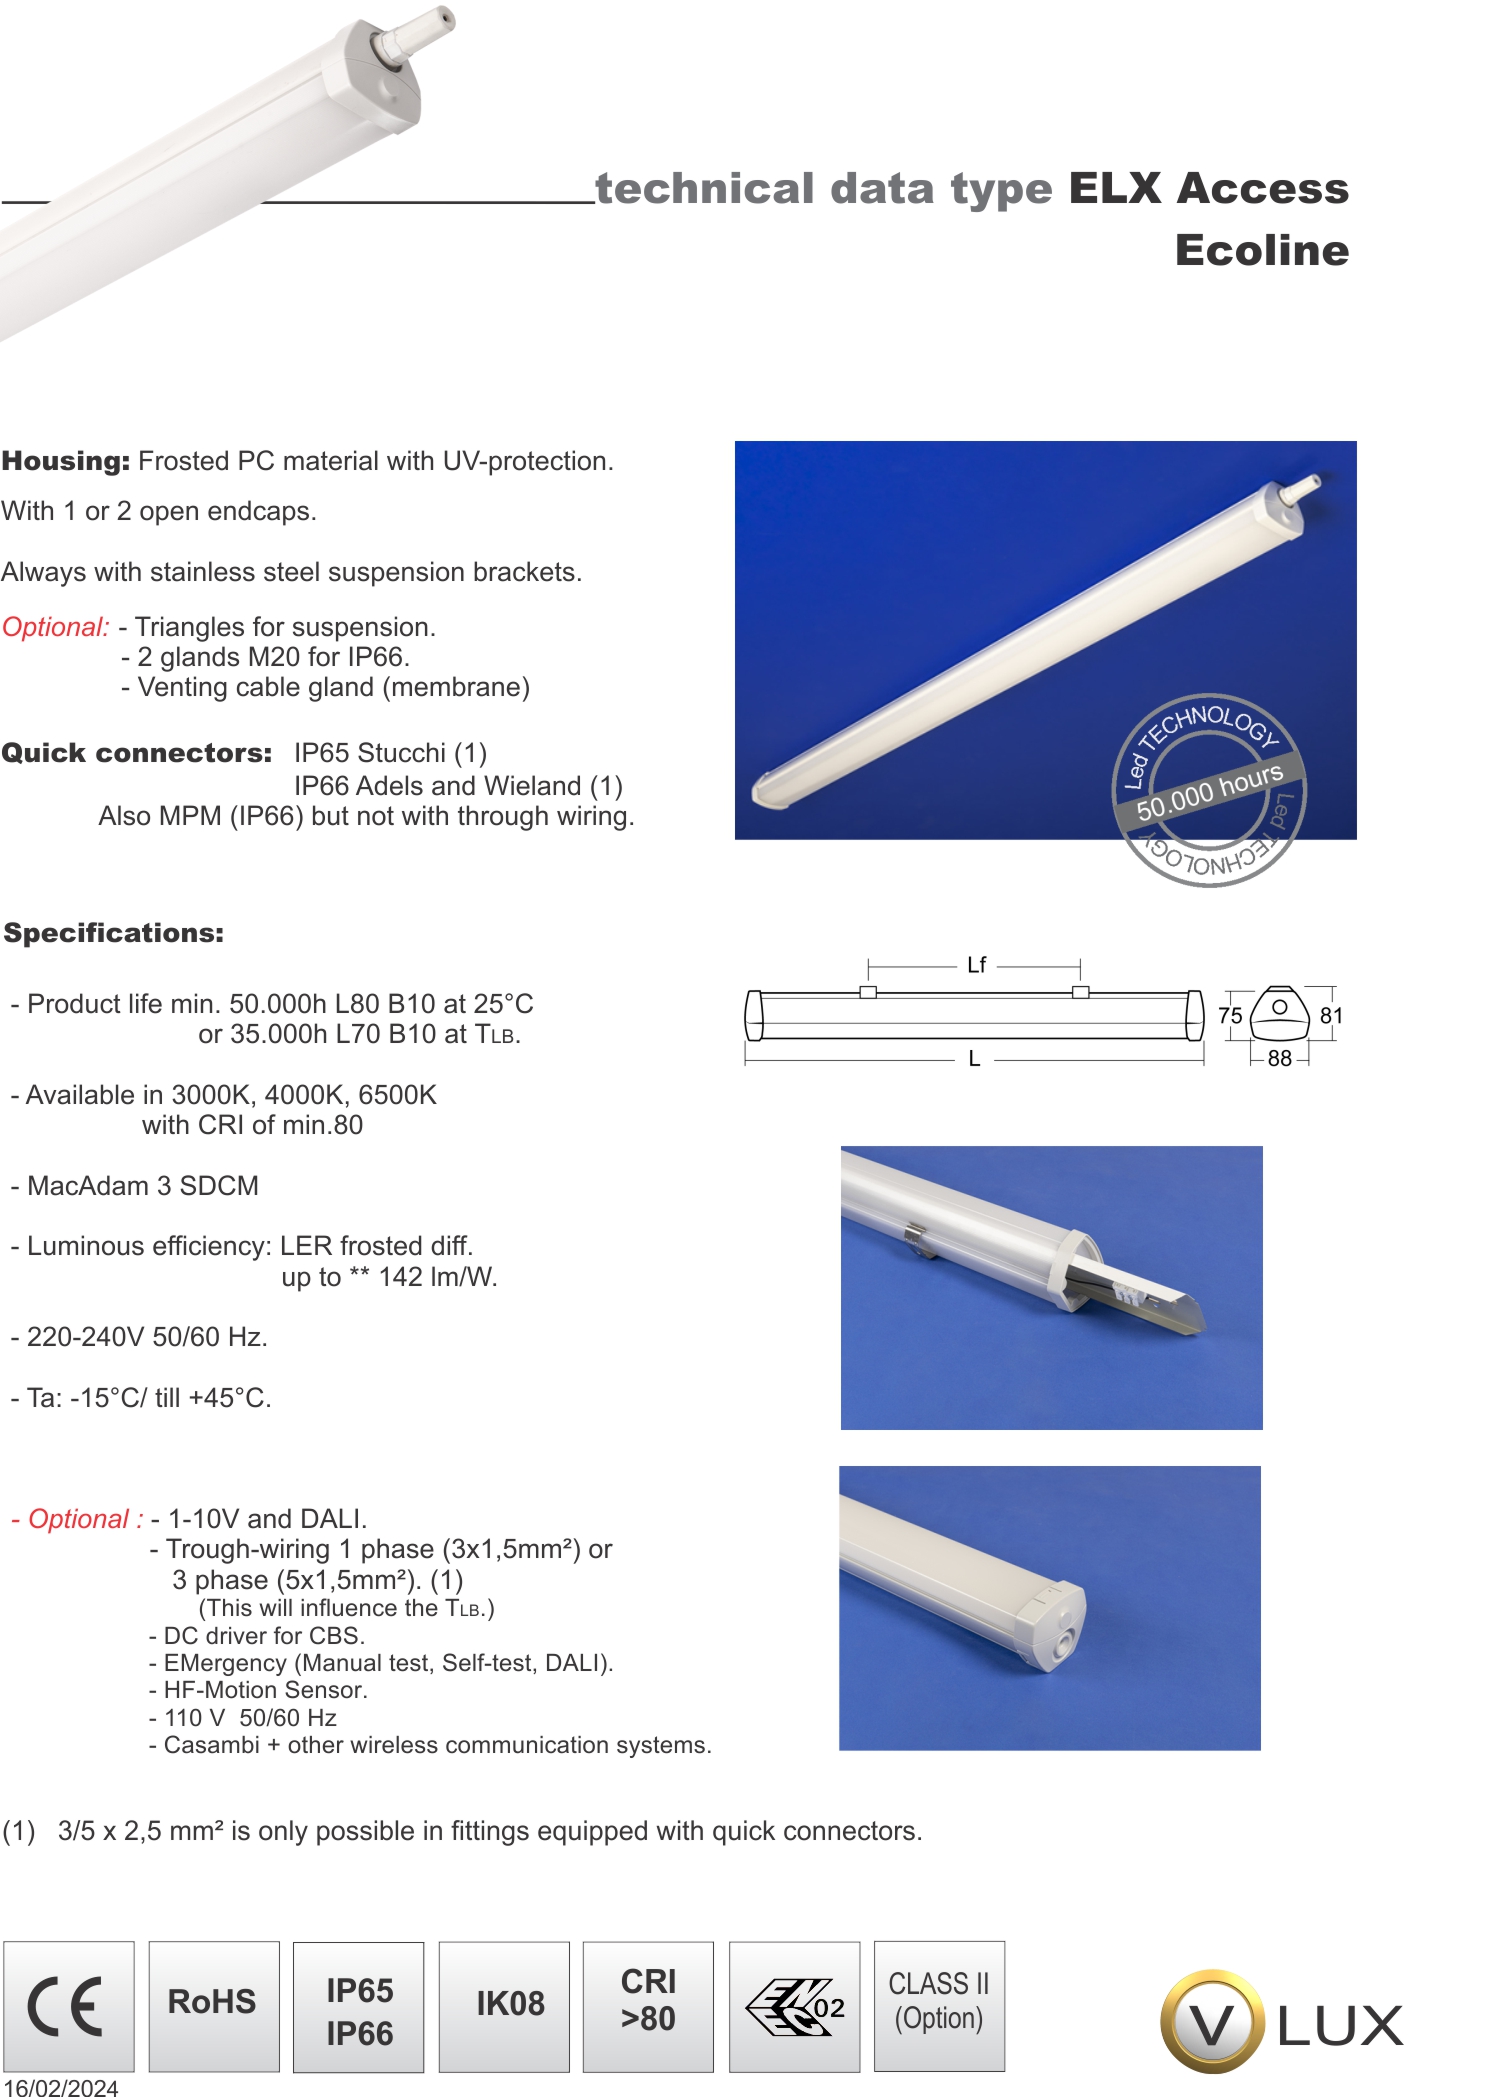 technical data type ELX Access
Ecoline
Housing: Frosted PC material with UV-protection.
With 1 or 2 open endcaps.
Always with stainless steel suspension brackets.
Optional: - Triangles for suspension.
- 2 glands M20 for IP66.
- Venting cable gland (membrane)
Quick connectors: IP65 Stucchi (1)
IP66 Adels and Wieland (1)
Also MPM (IP66) but not with through wiring.
Led TECHNOLOGY
50.000 hours
Led TECHNOLOGY
Specifications:
- Product life min. 50.000h L80 B10 at 25°C
or 35.000h L70 B10 at TLB.
- Available in 3000K, 4000K, 6500K
with CRI of min.80
- MacAdam 3 SDCM
- Luminous efficiency: LER frosted diff.
up to ** 142 lm/W.
- 220-240V 50/60 Hz.
- Ta: -15°C/ till +45°C.
Lf
75
81
L
88
- Optional : - 1-10V and DALI.
- Trough-wiring 1 phase (3x1,5mm²) or
3 phase (5x1,5mm²). (1)
(This will influence the TLB.)
- DC driver for CBS.
- EMergency (Manual test, Self-test, DALI).
- HF-Motion Sensor.
- 110 V 50/60 Hz
- Casambi + other wireless communication systems.
(1) 3/5 x 2,5 mm² is only possible in fittings equipped with quick connectors.
CE
RoHS
IP65
IP66
IK08
CRI
>80
ENEC 02
CLASS II
(Option)
V LUX
16/02/2024